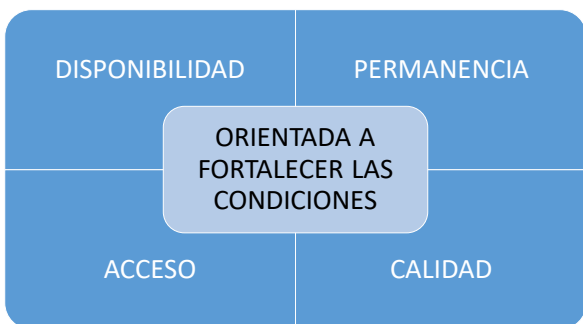 DISPONIBILIDAD
PERMANENCIA
ORIENTADA A
FORTALECER LAS
CONDICIONES
ACCESO
CALIDAD